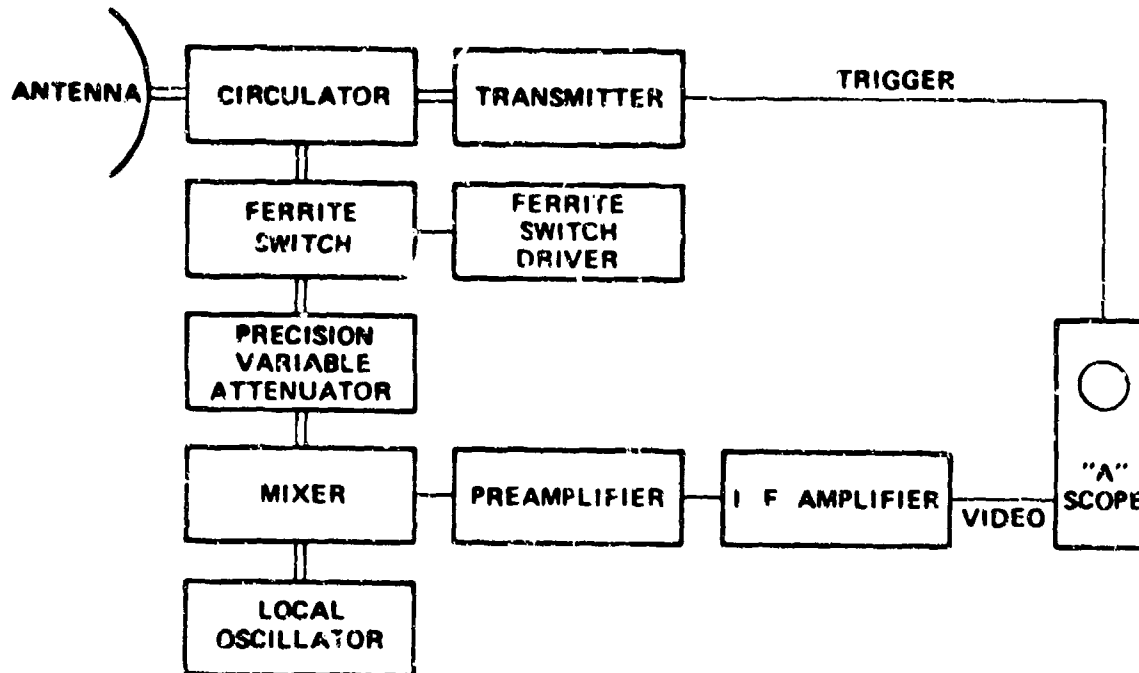 ANTENNA
CIRCULATOR
TRANSMITTER
TRIGGER
FERRITE
SWITCH
FERRITE
SWITCH
DRIVER
PRECISION
VARIABLE
ATTENUATOR
MIXER
PREAMPLIFIER
I F AMPLIFIER
VIDEO
"A"
SCOPE
LOCAL
OSCILLATOR